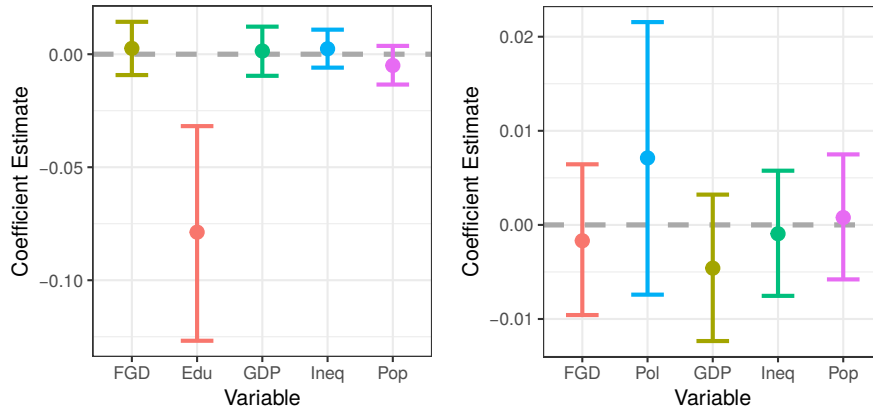 Coefficient Estimate
0.00
−0.05
−0.10
FGD Edu GDP Ineq Pop
Variable
Coefficient Estimate
0.02
0.01
0.00
−0.01
FGD Pol GDP Ineq Pop
Variable